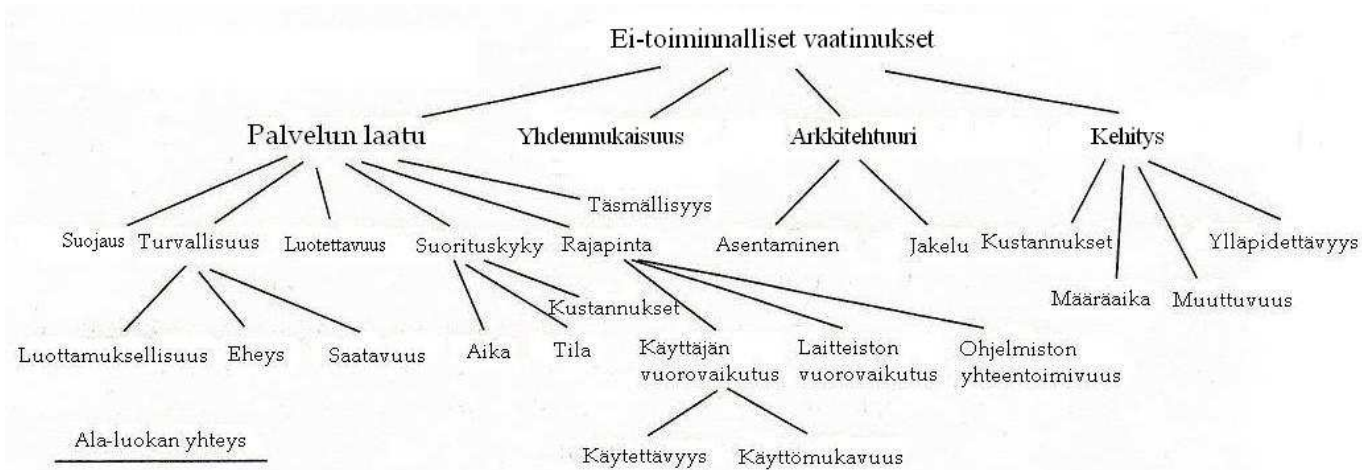 Ei-toiminnalliset vaatimukset
Palvelun laatu
Yhdenmukaisuus
Arkkitehtuuri
Kehitys
Täsmällisyys
Suojaus
Turvallisuus
Luotettavuus
Suorituskyky
Rajapinta
Asentaminen
Jakelu
Kustannukset
Ylläpidettävyys
Kustannukset
Määräaika
Muuttuvuus
Luottamuksellisuus
Eheys
Saatavuus
Aika
Tila
Käyttäjän
vuorovaikutus
Laitteiston
vuorovaikutus
Ohjelmiston
yhteentoimivuus
Ala-luokan yhteys
Käytettävyys
Käyttömukavuus